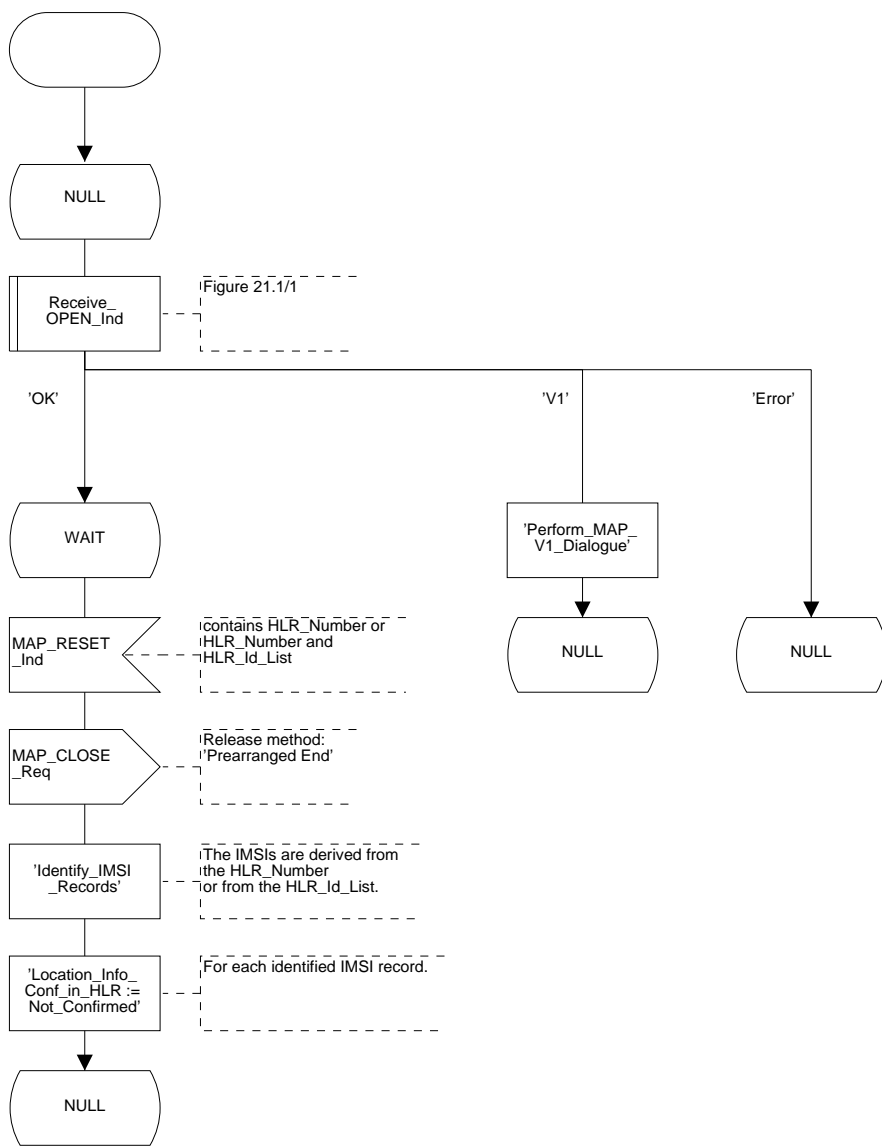 NULL
Receive_
OPEN_Ind
Figure 21.1/1
'OK'
'V1'
'Error'
WAIT
'Perform_MAP_
V1_Dialogue'
MAP_RESET
_Ind
contains HLR_Number or
HLR_Number and
HLR_Id_List
NULL
NULL
MAP_CLOSE
_Req
Release method:
'Prearranged End'
'Identify_IMSI
_Records'
The IMSIs are derived from
the HLR_Number
or from the HLR_Id_List.
'Location_Info_
Conf_in_HLR :=
Not_Confirmed'
For each identified IMSI record.
NULL